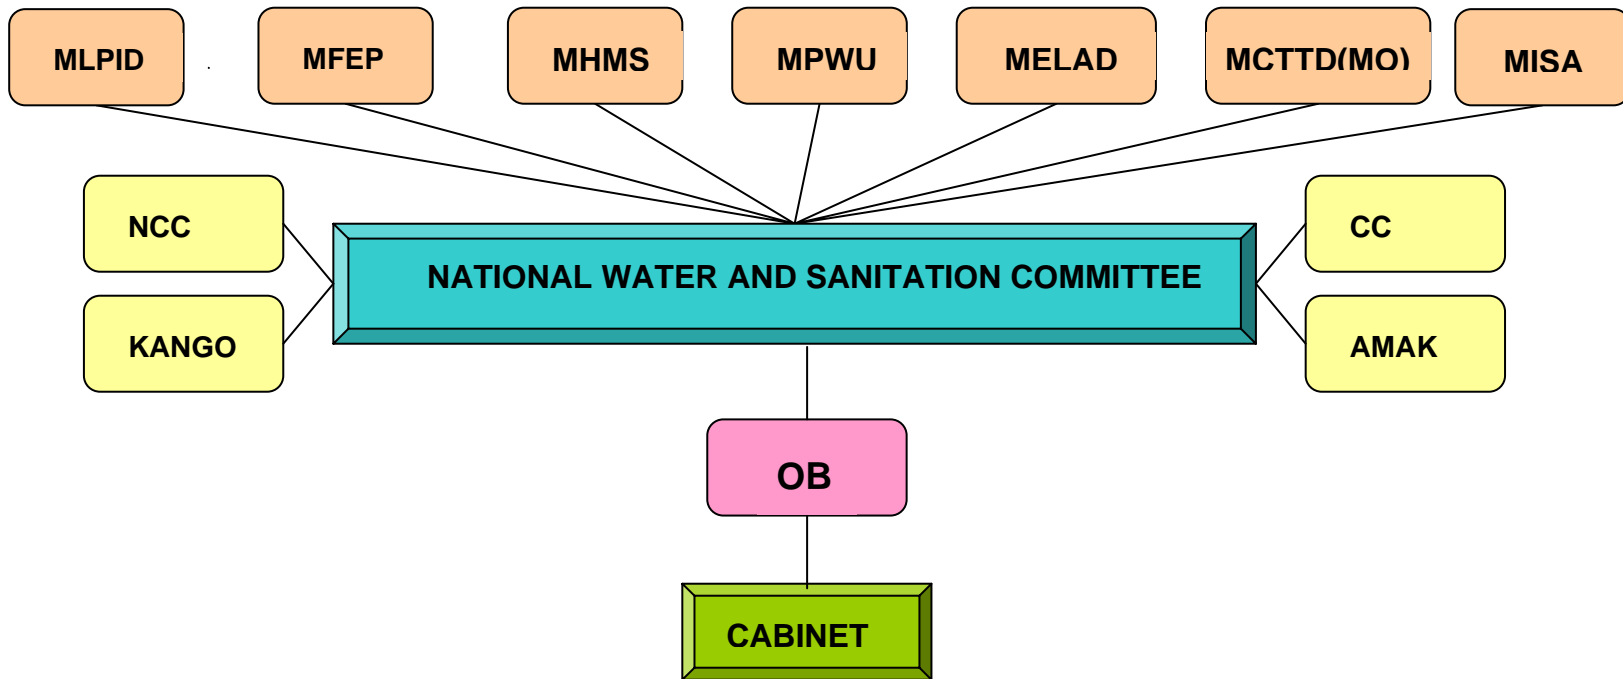 MLPID
MFEP
MHMS
MPWU
MELAD
MCTTD(MO)
MISA
NCC
CC
NATIONAL WATER AND SANITATION COMMITTEE
KANGO
AMAK
OB
CABINET